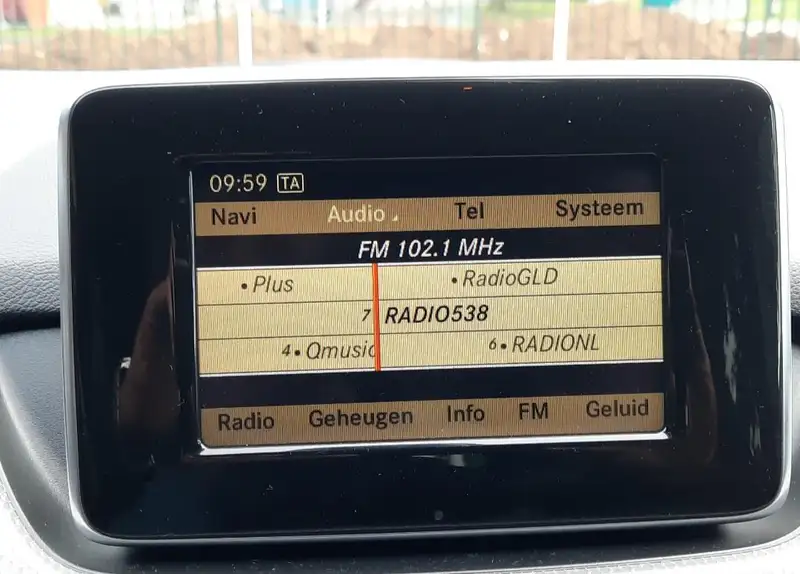 09:59 TA
Navi Audio Tel Systeem
FM 102.1 MHz
•Plus •RadioGLD
7 RADIO538
4•Qmusic 6•RADIONL
Radio Geheugen Info FM Geluid